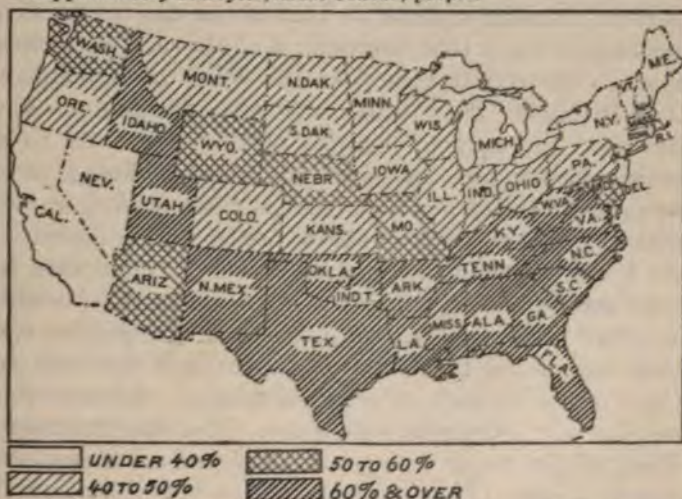 WASH.
MONT.
N.DAK.
MINN.
ME.
VT.
ORE.
IDAHO.
S.DAK.
WIS.
MICH.
N.Y.
R.I.
WYO.
NEBR.
IOWA
PA.
NEV.
UTAH
COLO.
KANS.
MO.
ILL.
IND.
OHIO
DEL.
CAL.
W.VA.
VA.
KY.
ARIZ
N.MEX.
OKLA.
IND T.
ARK.
TENN
N.C.
S.C.
TEX
LA.
MISS.
ALA.
GA.
FLA.
UNDER 40%
50 TO 60%
40 TO 50%
60% & OVER